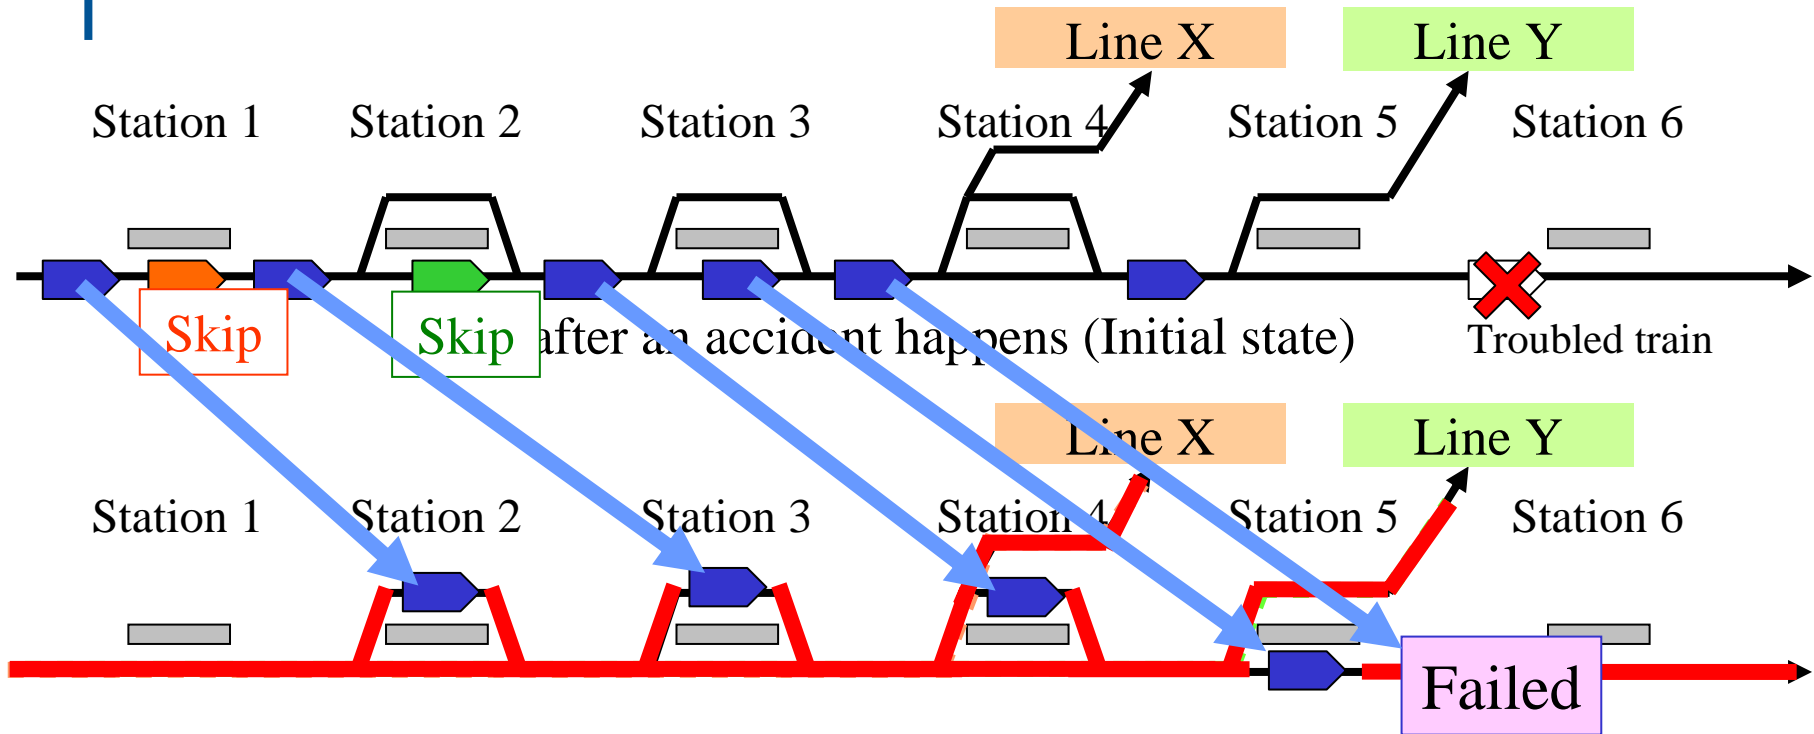 Line X Line Y
Station 1 Station 2 Station 3 Station 4 Station 5 Station 6
Skip Skip after an accident happens (Initial state) Troubled train
Line X Line Y
Station 1 Station 2 Station 3 Station 4 Station 5 Station 6
Failed